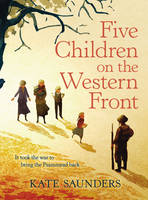 Five
Children
on the
Western
Front
It took the war to
bring the Psammead back ...
KATE SAUNDERS